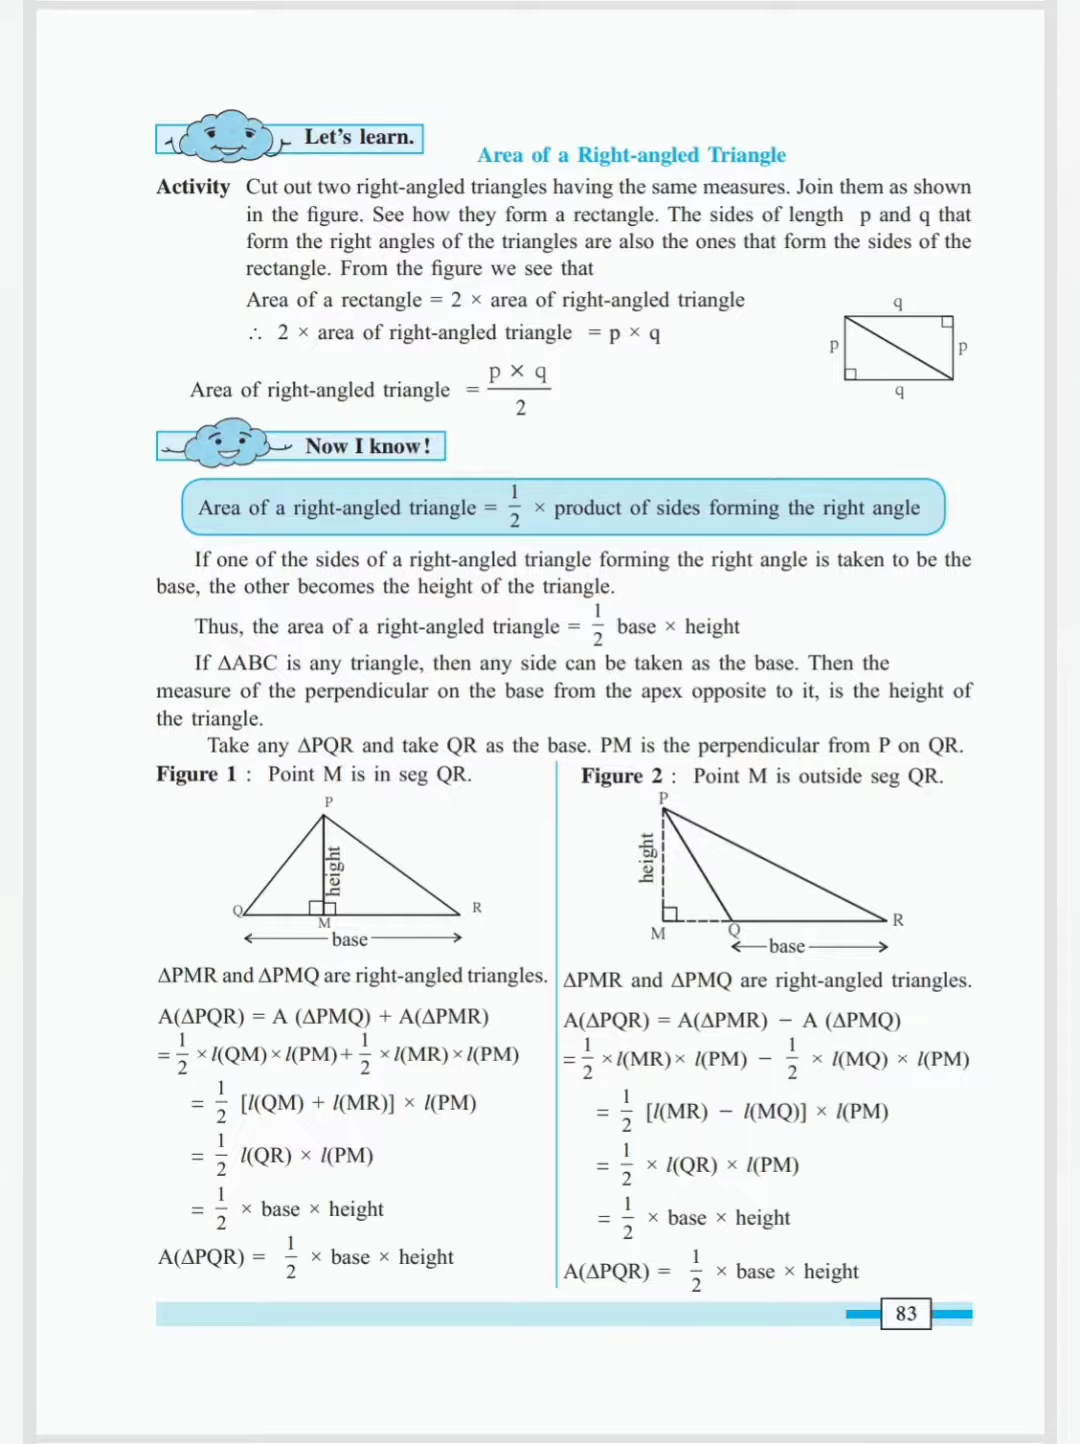 Let's learn.
Area of a Right-angled Triangle
Activity Cut out two right-angled triangles having the same measures. Join them as shown
in the figure. See how they form a rectangle. The sides of length p and q that
form the right angles of the triangles are also the ones that form the sides of the
rectangle. From the figure we see that
Area of a rectangle = 2 × area of right-angled triangle
∴ 2 × area of right-angled triangle = p × q
Area of right-angled triangle = p × q / 2
q
p
p
q
Now I know!
Area of a right-angled triangle = 1/2 × product of sides forming the right angle
If one of the sides of a right-angled triangle forming the right angle is taken to be the
base, the other becomes the height of the triangle.
Thus, the area of a right-angled triangle = 1/2 base × height
If ΔABC is any triangle, then any side can be taken as the base. Then the
measure of the perpendicular on the base from the apex opposite to it, is the height of
the triangle.
Take any ΔPQR and take QR as the base. PM is the perpendicular from P on QR.
Figure 1 : Point M is in seg QR.
P
height
Q
M
R
base
ΔPMR and ΔPMQ are right-angled triangles.
A(ΔPQR) = A (ΔPMQ) + A(ΔPMR)
= 1/2 × l(QM) × l(PM) + 1/2 × l(MR) × l(PM)
= 1/2 [l(QM) + l(MR)] × l(PM)
= 1/2 l(QR) × l(PM)
= 1/2 × base × height
A(ΔPQR) = 1/2 × base × height
Figure 2 : Point M is outside seg QR.
P
height
M
Q
R
base
ΔPMR and ΔPMQ are right-angled triangles.
A(ΔPQR) = A(ΔPMR) − A (ΔPMQ)
= 1/2 × l(MR) × l(PM) − 1/2 × l(MQ) × l(PM)
= 1/2 [l(MR) − l(MQ)] × l(PM)
= 1/2 × l(QR) × l(PM)
= 1/2 × base × height
A(ΔPQR) = 1/2 × base × height
83